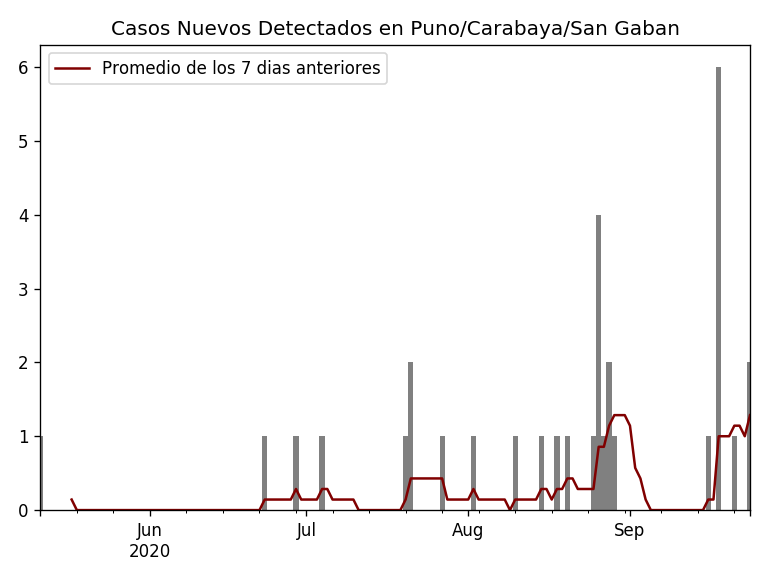 Casos Nuevos Detectados en Puno/Carabaya/San Gaban
Promedio de los 7 dias anteriores
6
5
4
3
2
1
0
Jun
2020
Jul
Aug
Sep